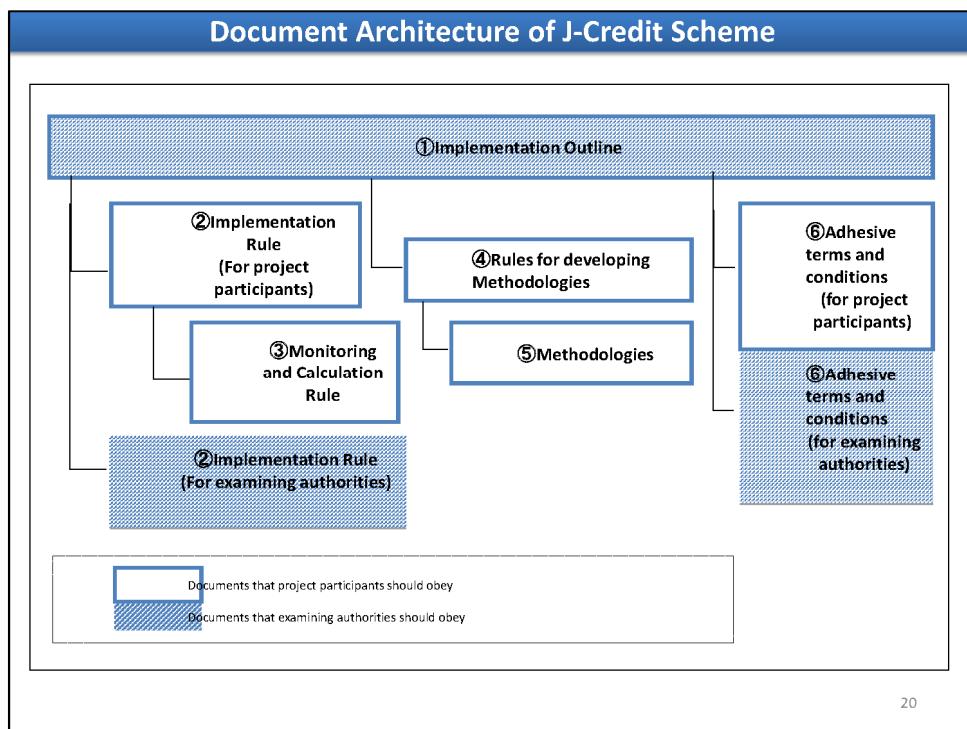 Document Architecture of J-Credit Scheme
①Implementation Outline
②Implementation
Rule
(For project
participants)
③Monitoring
and Calculation
Rule
②Implementation Rule
(For examining authorities)
④Rules for developing
Methodologies
⑤Methodologies
⑥Adhesive
terms and
conditions
(for project
participants)
⑥Adhesive
terms and
conditions
(for examining
authorities)
Documents that project participants should obey
Documents that examining authorities should obey
20